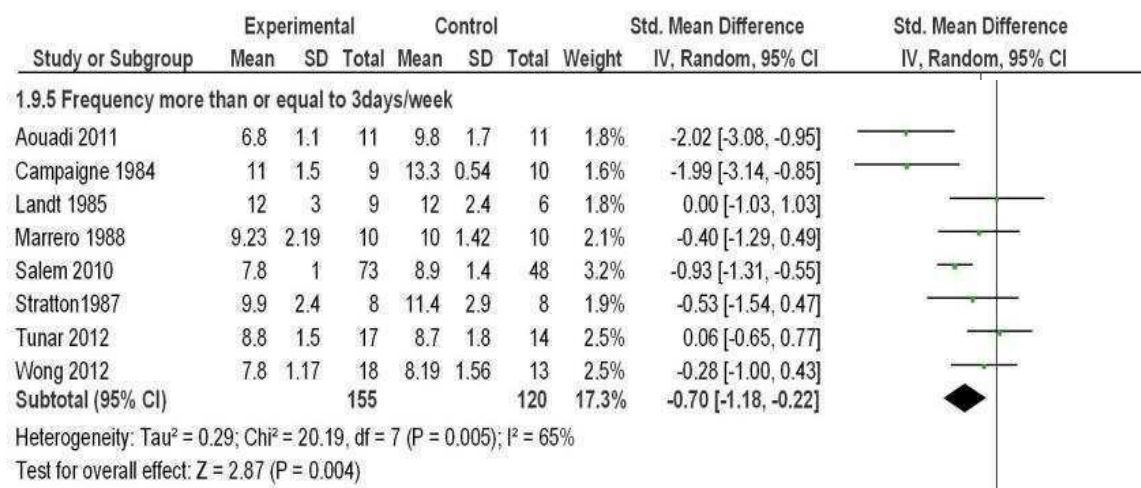 Experimental Control Std. Mean Difference Std. Mean Difference
Study or Subgroup Mean SD Total Mean SD Total Weight IV, Random, 95% CI IV, Random, 95% CI
1.9.5 Frequency more than or equal to 3days/week
Aouadi 2011 6.8 1.1 11 9.8 1.7 11 1.8% -2.02 [-3.08, -0.95]
Campaigne 1984 11 1.5 9 13.3 0.54 10 1.6% -1.99 [-3.14, -0.85]
Landt 1985 12 3 9 12 2.4 6 1.8% 0.00 [-1.03, 1.03]
Marrero 1988 9.23 2.19 10 10 1.42 10 2.1% -0.40 [-1.29, 0.49]
Salem 2010 7.8 1 73 8.9 1.4 48 3.2% -0.93 [-1.31, -0.55]
Stratton1987 9.9 2.4 8 11.4 2.9 8 1.9% -0.53 [-1.54, 0.47]
Tunar 2012 8.8 1.5 17 8.7 1.8 14 2.5% 0.06 [-0.65, 0.77]
Wong 2012 7.8 1.17 18 8.19 1.56 13 2.5% -0.28 [-1.00, 0.43]
Subtotal (95% CI) 155 120 17.3% -0.70 [-1.18, -0.22]
Heterogeneity: Tau² = 0.29; Chi² = 20.19, df = 7 (P = 0.005); I² = 65%
Test for overall effect: Z = 2.87 (P = 0.004)